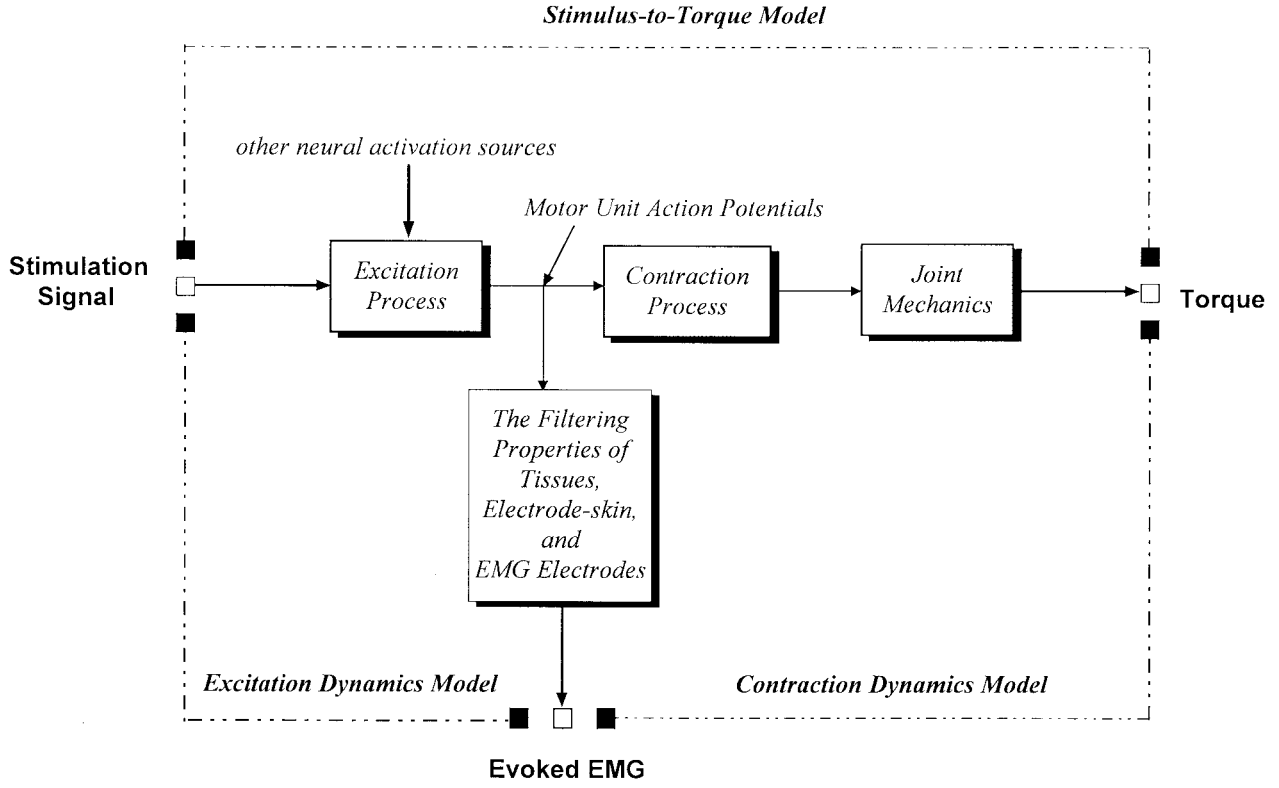 Stimulus-to-Torque Model
other neural activation sources
Motor Unit Action Potentials
Stimulation
Signal
Excitation
Process
Contraction
Process
Joint
Mechanics
Torque
The Filtering
Properties of
Tissues,
Electrode-skin,
and
EMG Electrodes
Excitation Dynamics Model
Contraction Dynamics Model
Evoked EMG